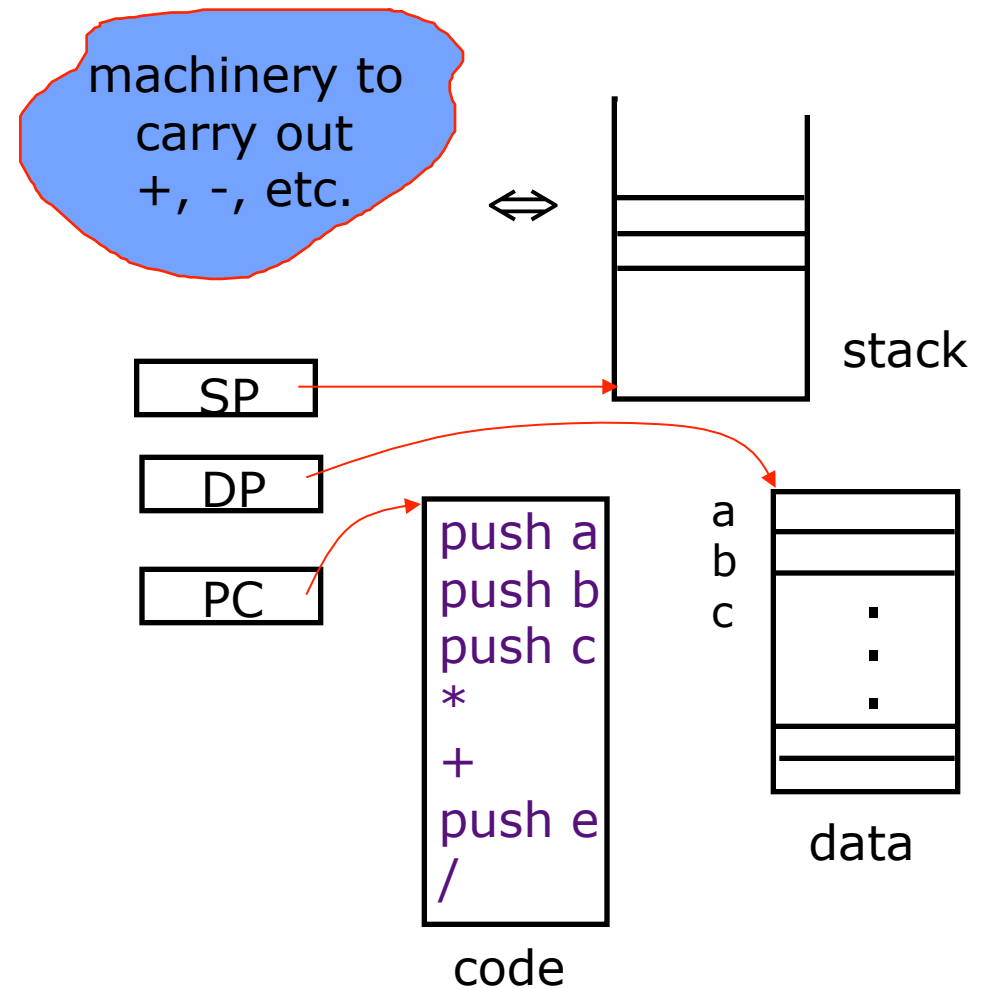 machinery to
carry out
+, -, etc.
stack
SP
DP
PC
push a
push b
push c
*
+
push e
/
code
a
b
c
data